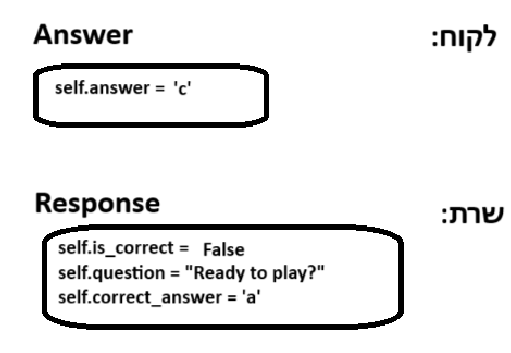 Answer
לקוח:
self.answer = 'c'
Response
שרת:
self.is_correct = False
self.question = "Ready to play?"
self.correct_answer = 'a'